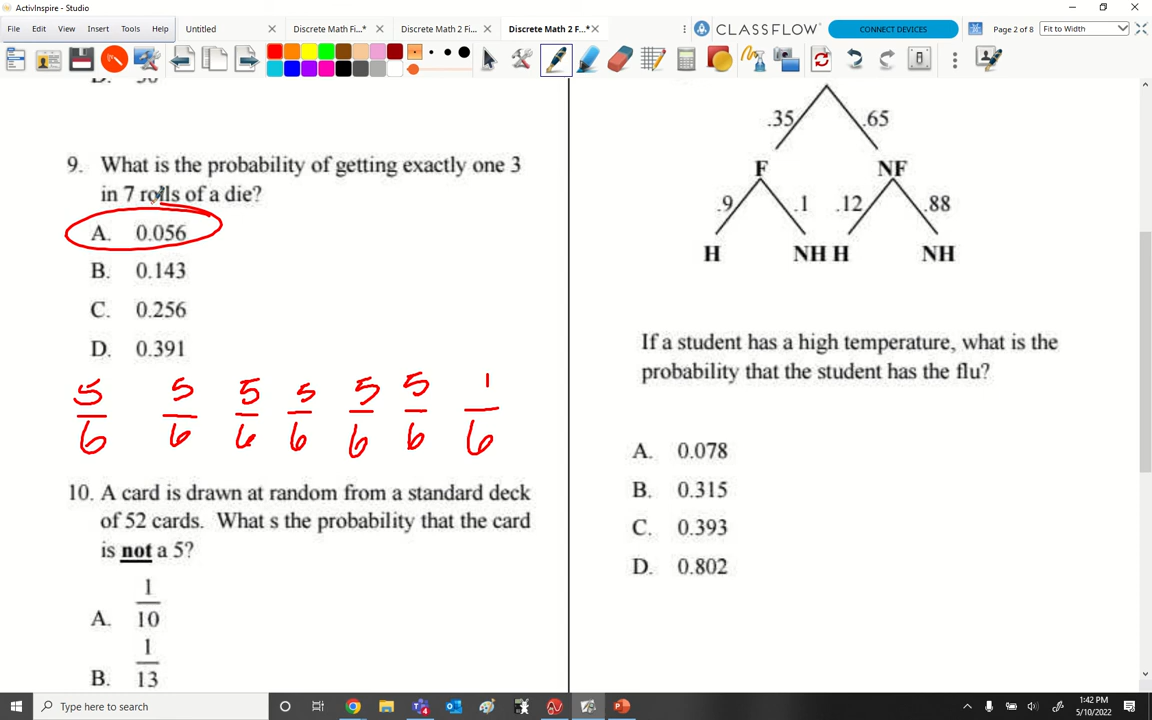 ActivInspire - Studio
File Edit View Insert Tools Help Untitled Discrete Math Fi...* Discrete Math 2 Fi... Discrete Math 2 F...* CLASSFLOW CONNECT DEVICES Page 2 of 8 Fit to Width
9. What is the probability of getting exactly one 3
in 7 rolls of a die?
A. 0.056
B. 0.143
C. 0.256
D. 0.391
5/6 5/6 5/6 5/6 5/6 5/6 1/6
10. A card is drawn at random from a standard deck
of 52 cards. What s the probability that the card
is not a 5?
A. 1/10
B. 1/13
.35 .65
F NF
.9 .1 .12 .88
H NH H NH
If a student has a high temperature, what is the
probability that the student has the flu?
A. 0.078
B. 0.315
C. 0.393
D. 0.802
Type here to search
1:42 PM
5/10/2022